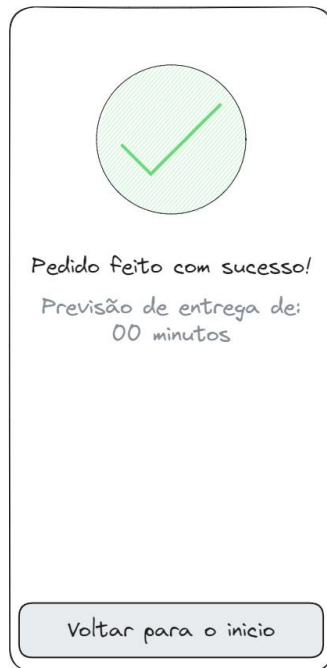 Pedido feito com sucesso!
Previsão de entrega de:
00 minutos
Voltar para o inicio